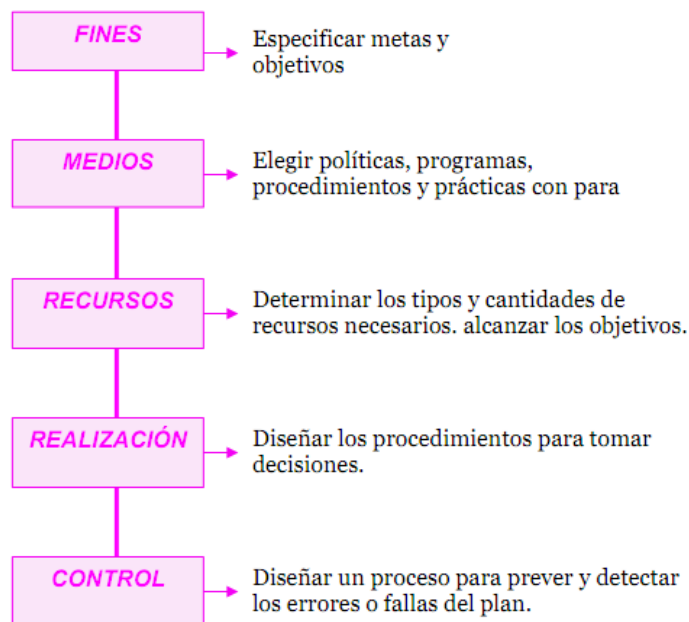 FINES
Especificar metas y
objetivos
MEDIOS
Elegir políticas, programas,
procedimientos y prácticas con para
RECURSOS
Determinar los tipos y cantidades de
recursos necesarios. alcanzar los objetivos.
REALIZACIÓN
Diseñar los procedimientos para tomar
decisiones.
CONTROL
Diseñar un proceso para prever y detectar
los errores o fallas del plan.